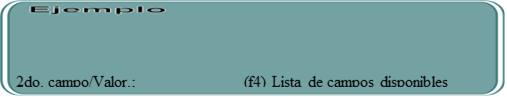 Ejemplo
2do. campo/Valor.: (f4) Lista de campos disponibles